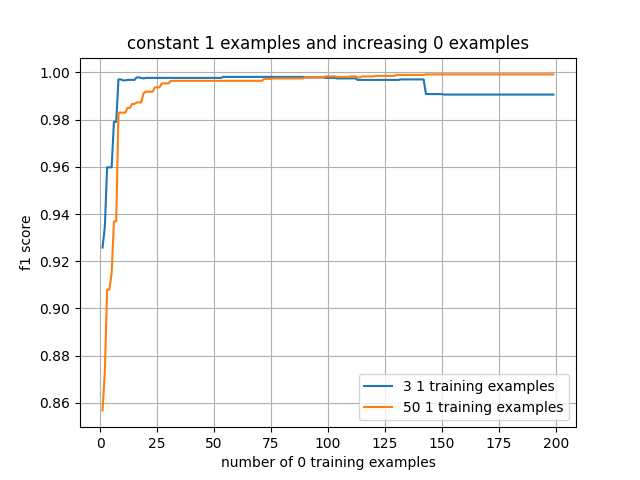 constant 1 examples and increasing 0 examples
1.00
0.98
0.96
0.94
0.92
0.90
0.88
0.86
f1 score
3 1 training examples
50 1 training examples
0 25 50 75 100 125 150 175 200
number of 0 training examples